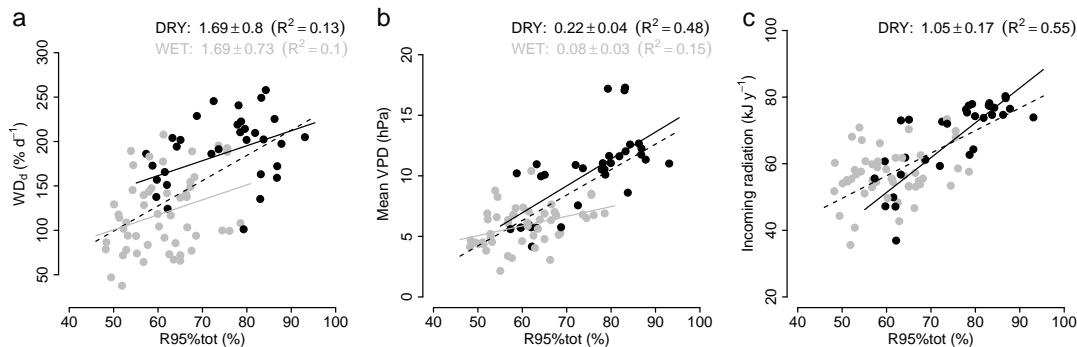 a
DRY: 1.69±0.8 (R² = 0.13)
WET: 1.69±0.73 (R² = 0.1)
WDd (% d⁻¹)
50 100 150 200 250 300
40 50 60 70 80 90 100
R95%tot (%)
b
DRY: 0.22±0.04 (R² = 0.48)
WET: 0.08±0.03 (R² = 0.15)
Mean VPD (hPa)
0 5 10 15 20
40 50 60 70 80 90 100
R95%tot (%)
c
DRY: 1.05±0.17 (R² = 0.55)
Incoming radiation (kJ y⁻¹)
20 40 60 80 100
40 50 60 70 80 90 100
R95%tot (%)